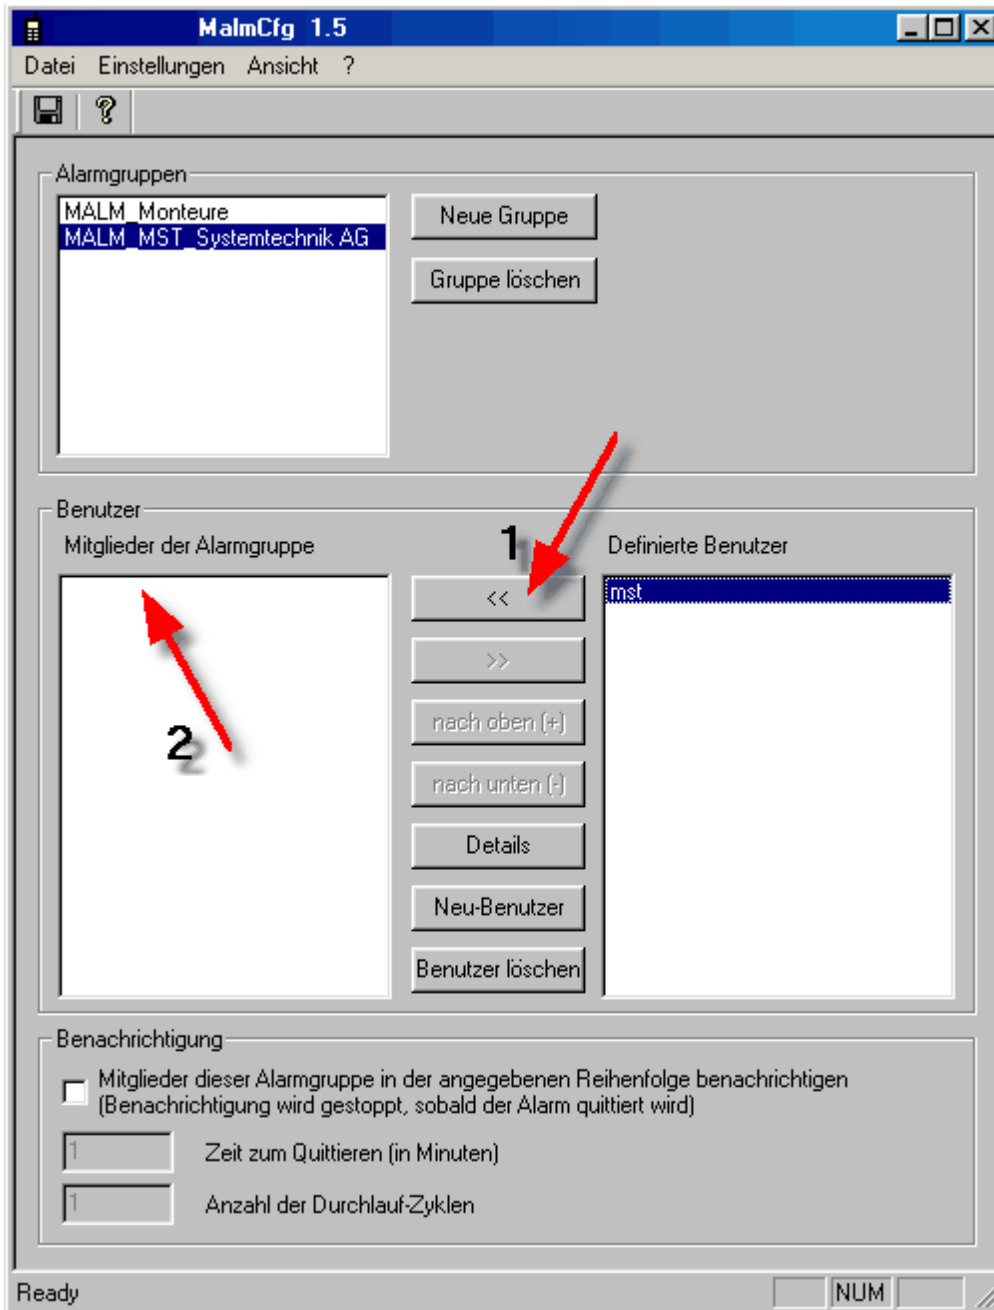 MalmCfg 1.5
Datei Einstellungen Ansicht ?
Alarmgruppen
MALM_Monteure
MALM_MST_Systemtechnik AG
Neue Gruppe
Gruppe löschen
Benutzer
Mitglieder der Alarmgruppe
1
Definierte Benutzer
<<
mst
>>
nach oben (+)
2
nach unten (-)
Details
Neu-Benutzer
Benutzer löschen
Benachrichtigung
Mitglieder dieser Alarmgruppe in der angegebenen Reihenfolge benachrichtigen
(Benachrichtigung wird gestoppt, sobald der Alarm quittiert wird)
1 Zeit zum Quittieren (in Minuten)
1 Anzahl der Durchlauf-Zyklen
Ready NUM